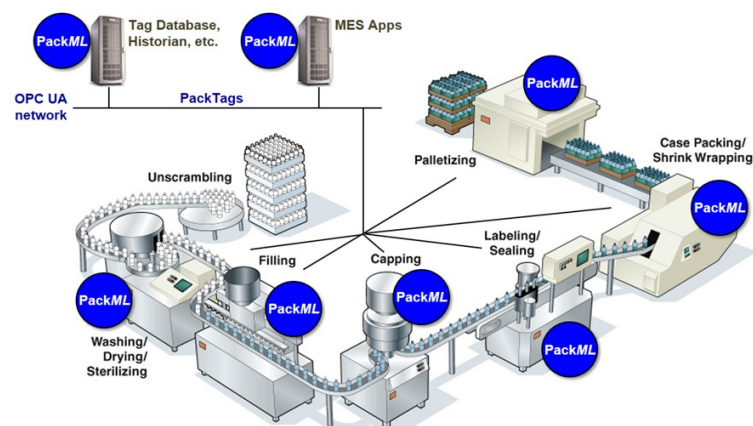 PackML
Tag Database,
Historian, etc.
PackML
MES Apps
OPC UA
network
PackTags
PackML
Palletizing
Case Packing/
Shrink Wrapping
PackML
Unscrambling
Filling
Capping
Labeling/
Sealing
PackML
PackML
PackML
PackML
Washing/
Drying/
Sterilizing